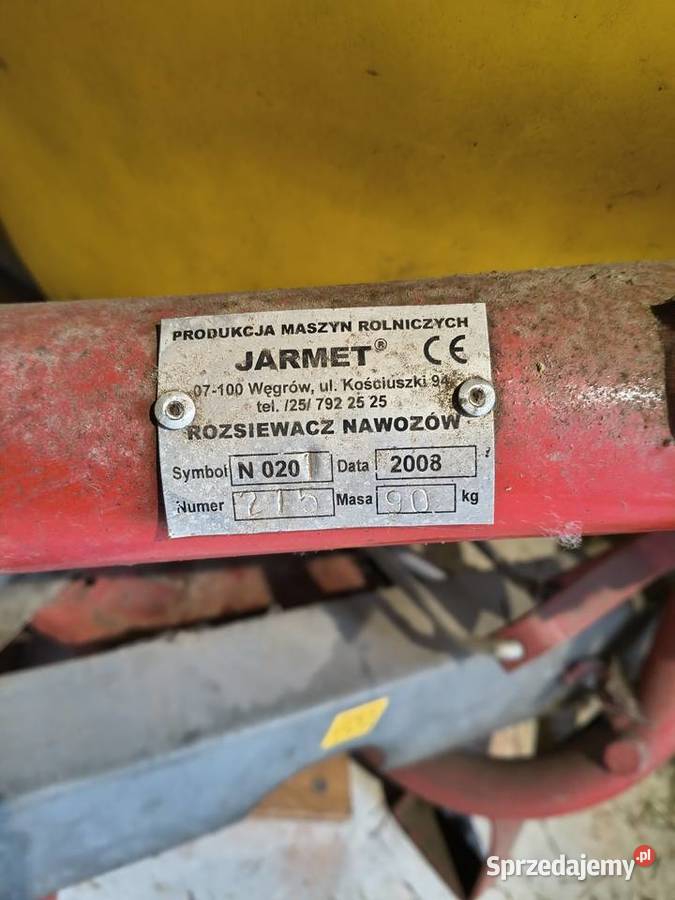 PRODUKCJA MASZYN ROLNICZYCH
JARMET® CE
07-100 Węgrów, ul. Kościuszki 94
tel. /25/ 792 25 25
ROZSIEWACZ NAWOZÓW
Symbol N 020 Data 2008
Numer 215 Masa 90 kg
Sprzedajemy.pl